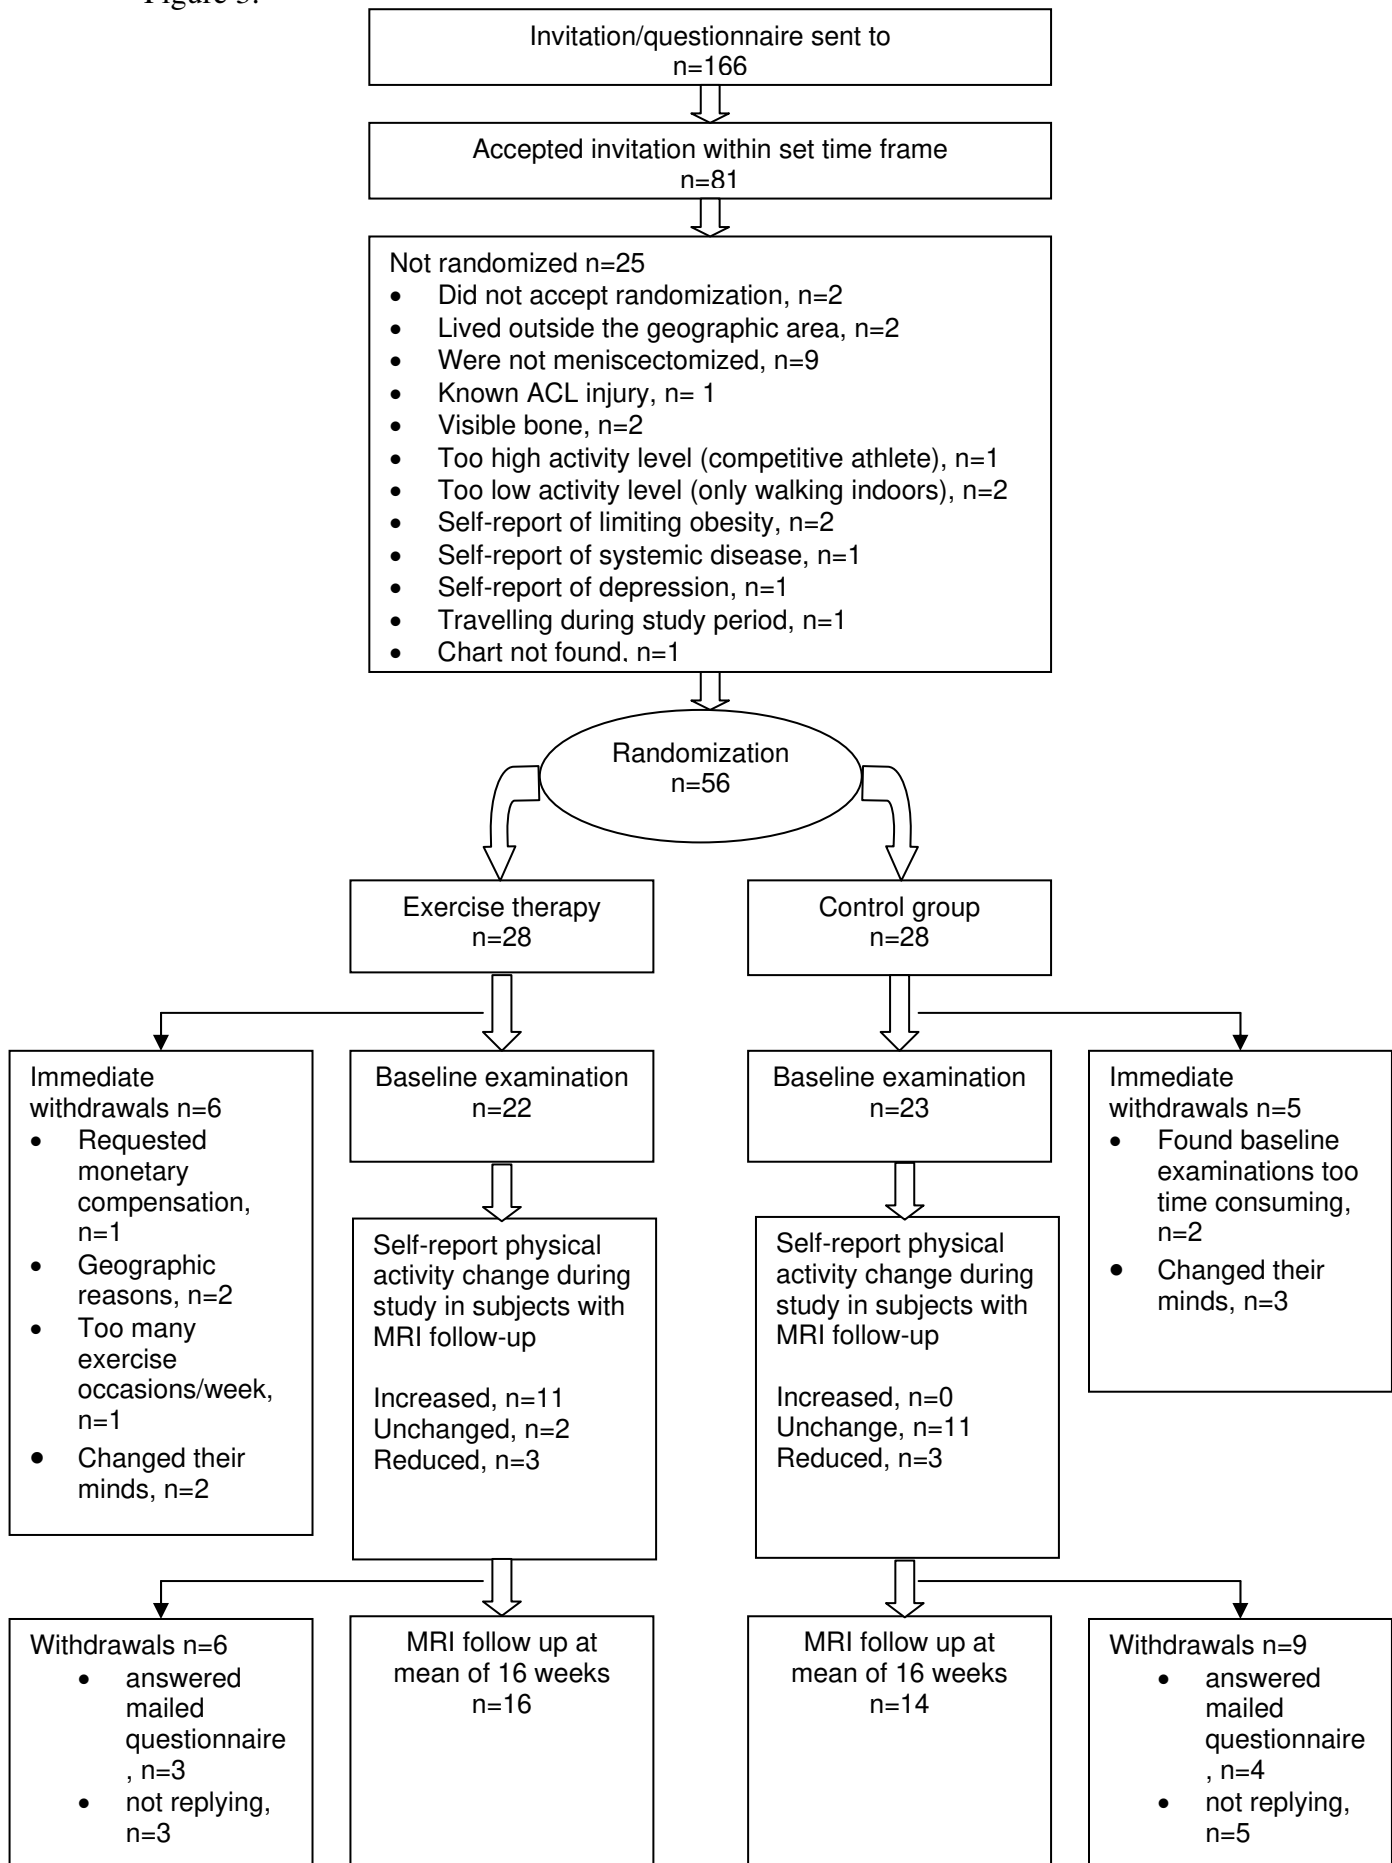 Figure 3.
Invitation/questionnaire sent to
n=166
Accepted invitation within set time frame
n=81
Not randomized n=25
• Did not accept randomization, n=2
• Lived outside the geographic area, n=2
• Were not meniscectomized, n=9
• Known ACL injury, n= 1
• Visible bone, n=2
• Too high activity level (competitive athlete), n=1
• Too low activity level (only walking indoors), n=2
• Self-report of limiting obesity, n=2
• Self-report of systemic disease, n=1
• Self-report of depression, n=1
• Travelling during study period, n=1
• Chart not found, n=1
Randomization
n=56
Exercise therapy
n=28
Control group
n=28
Immediate
withdrawals n=6
• Requested
monetary
compensation,
n=1
• Geographic
reasons, n=2
• Too many
exercise
occasions/week,
n=1
• Changed their
minds, n=2
Baseline examination
n=22
Baseline examination
n=23
Immediate
withdrawals n=5
• Found baseline
examinations too
time consuming,
n=2
• Changed their
minds, n=3
Self-report physical
activity change during
study in subjects with
MRI follow-up
Increased, n=11
Unchanged, n=2
Reduced, n=3
Self-report physical
activity change during
study in subjects with
MRI follow-up
Increased, n=0
Unchange, n=11
Reduced, n=3
Withdrawals n=6
• answered
mailed
questionnaire
, n=3
• not replying,
n=3
MRI follow up at
mean of 16 weeks
n=16
MRI follow up at
mean of 16 weeks
n=14
Withdrawals n=9
• answered
mailed
questionnaire
, n=4
• not replying,
n=5